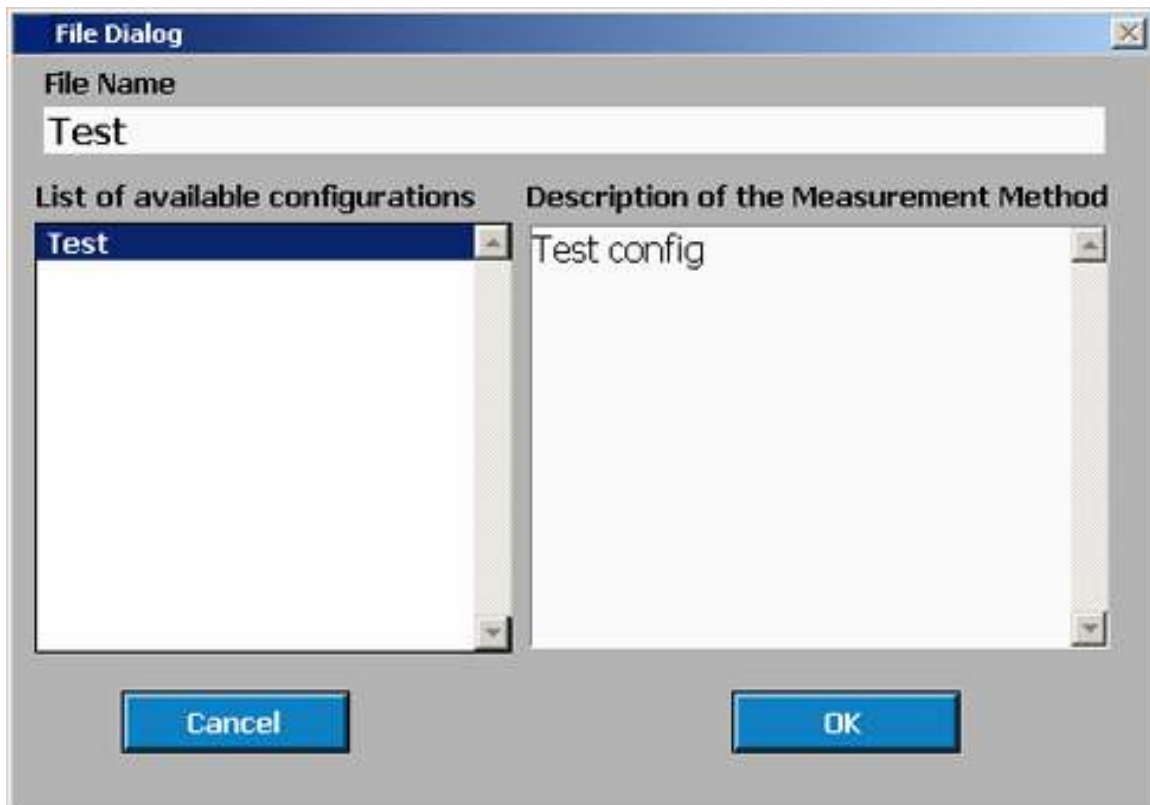 File Dialog
File Name
Test
List of available configurations
Description of the Measurement Method
Test
Test config
Cancel
OK